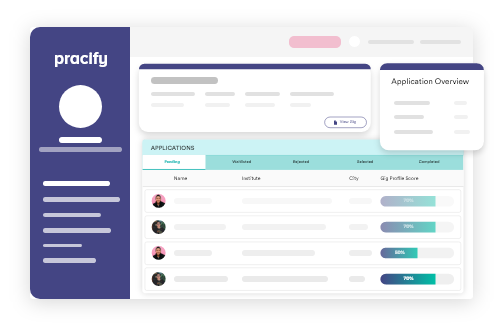 pracify
Application Overview
View Gig
APPLICATIONS
Pending Waitlisted Rejected Selected Completed
Name Institute City Gig Profile Score
70%
70%
50%
70%